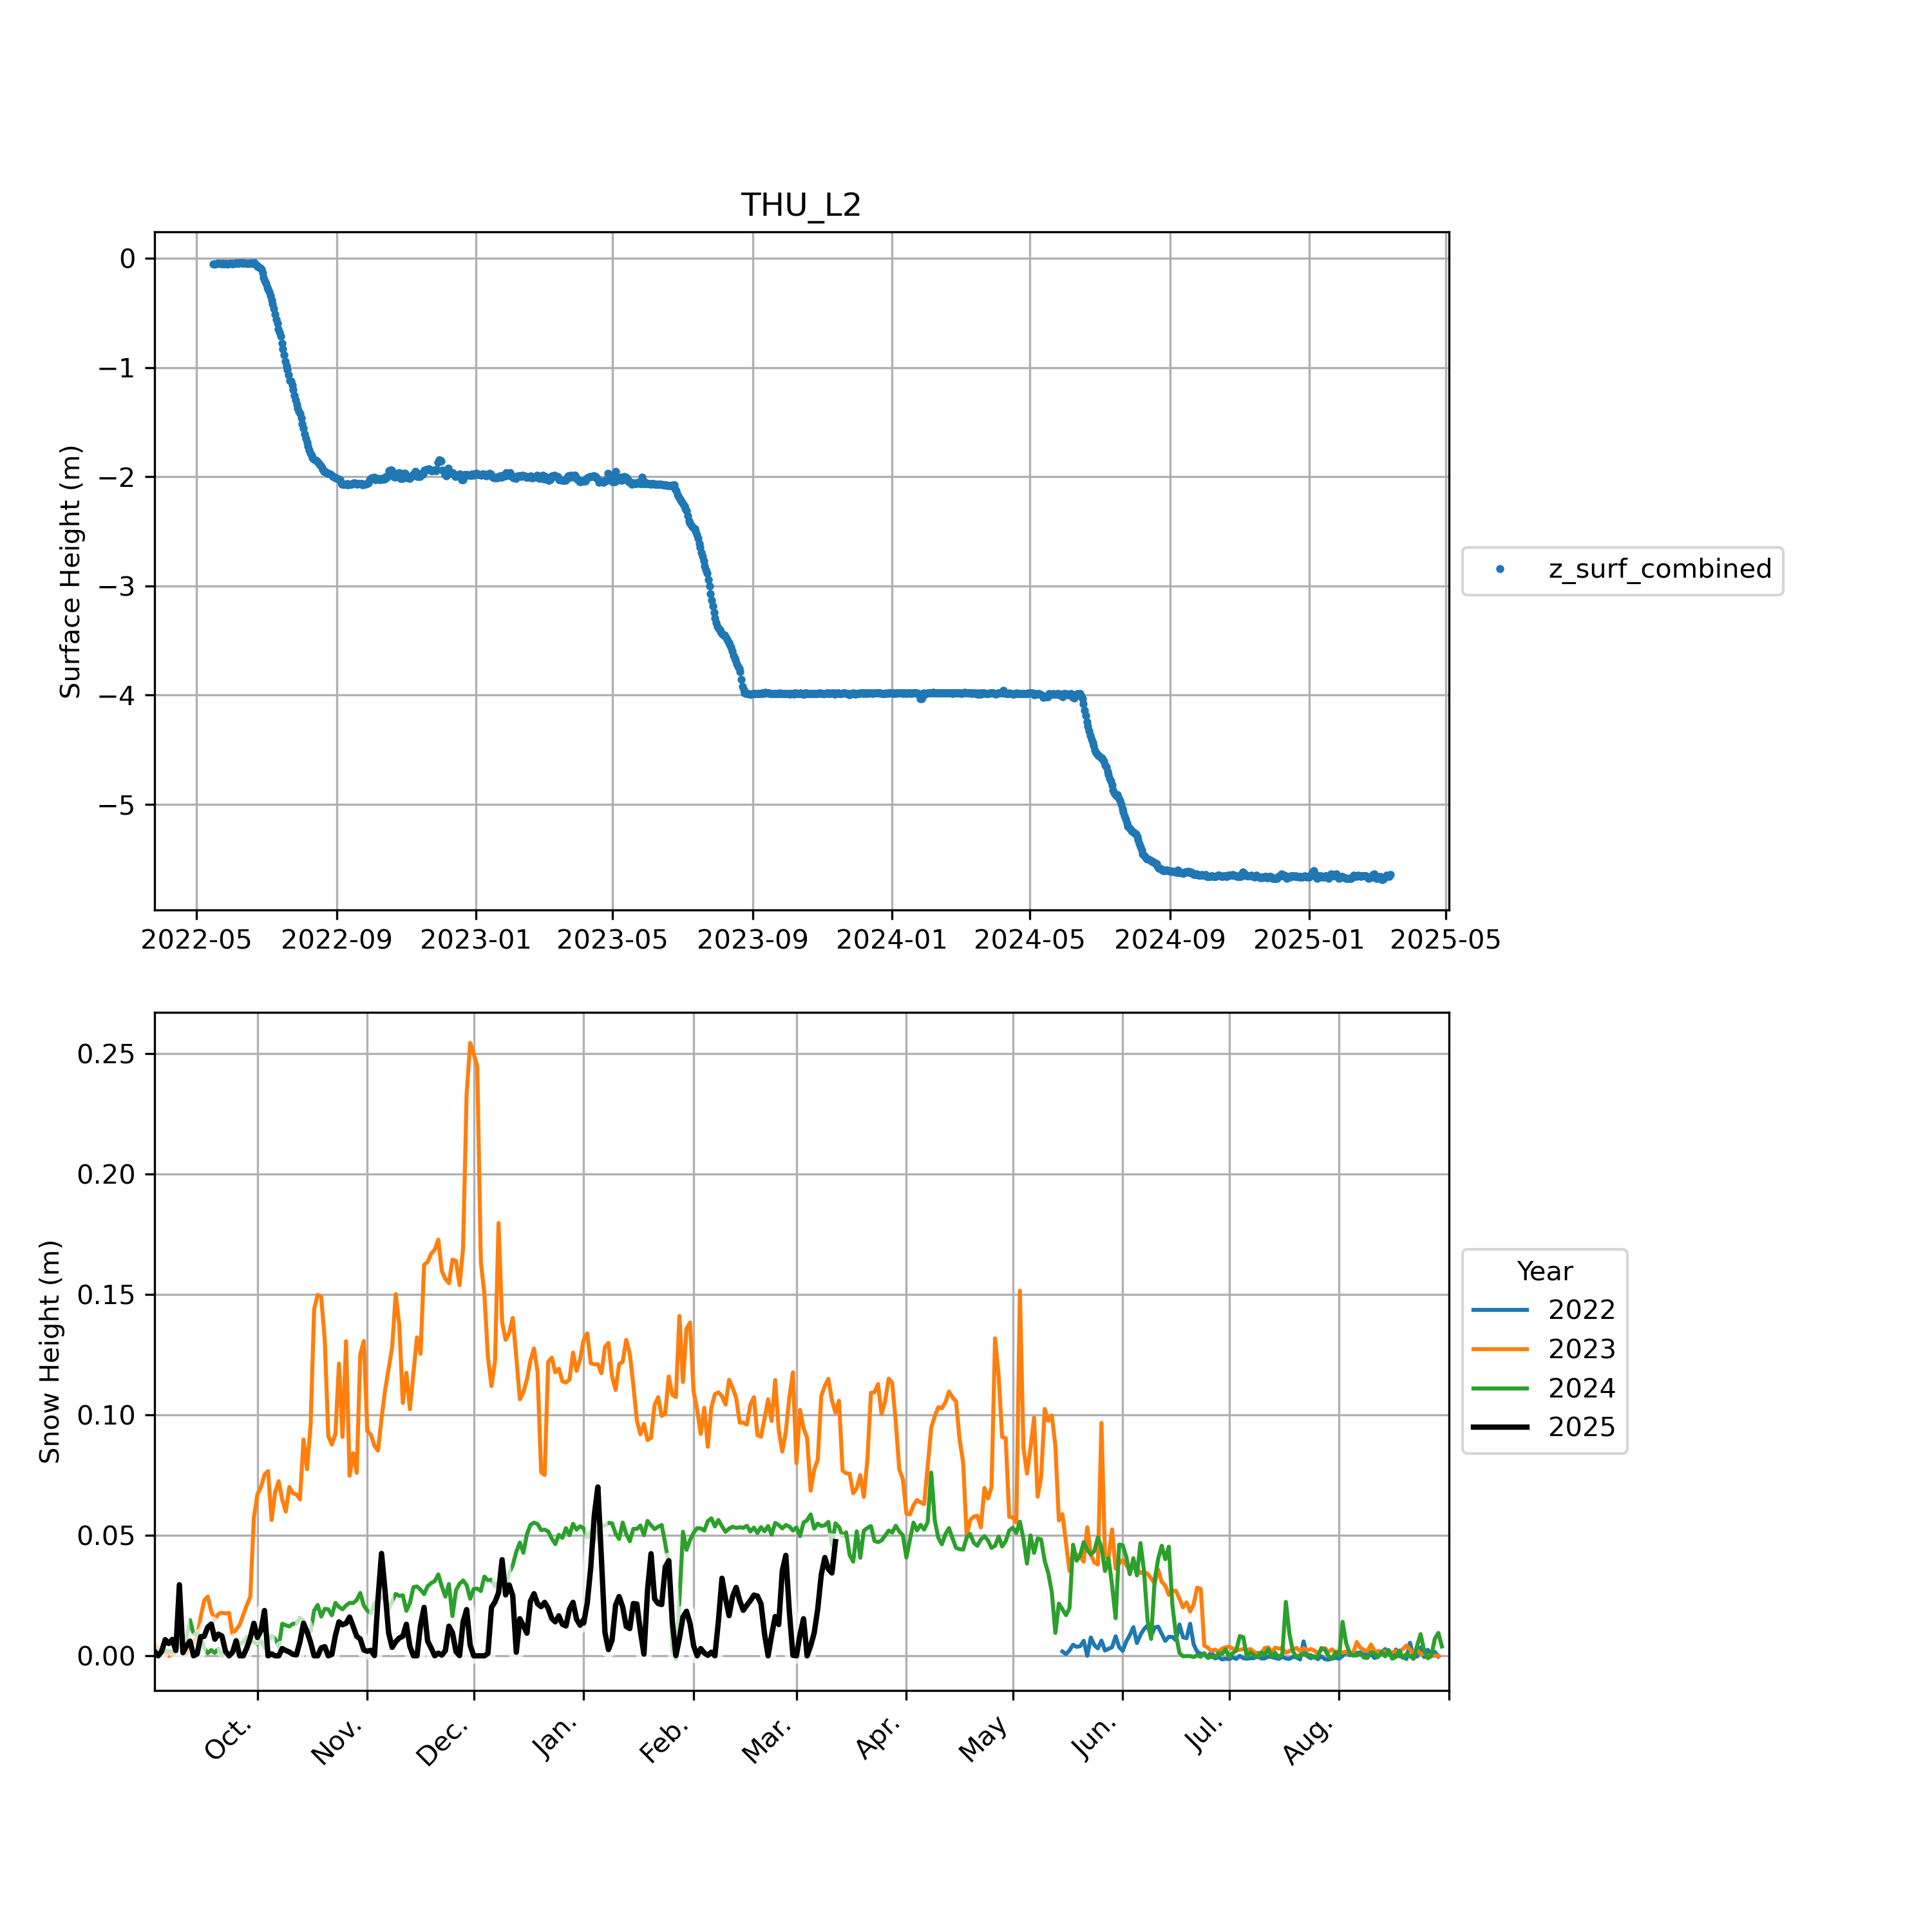 THU_L2
Surface Height (m)
0
−1
−2
−3
−4
−5
2022-05 2022-09 2023-01 2023-05 2023-09 2024-01 2024-05 2024-09 2025-01 2025-05
z_surf_combined
Snow Height (m)
0.25
0.20
0.15
0.10
0.05
0.00
Oct. Nov. Dec. Jan. Feb. Mar. Apr. May Jun. Jul. Aug.
Year
2022
2023
2024
2025